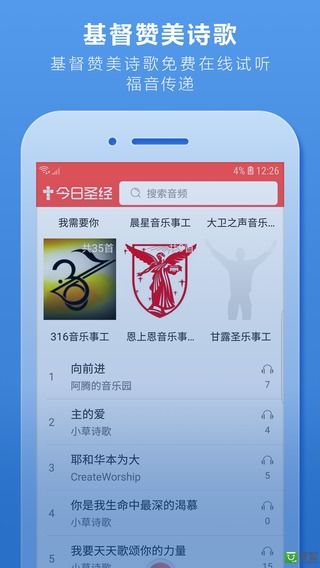 基督赞美诗歌
基督赞美诗歌免费在线试听
福音传递
4% 12:26
今日圣经
搜索音频
我需要你
晨星音乐事工
大卫之声音乐...
共35首
316音乐事工
恩上恩音乐事工
甘露圣乐事工
1 向前进
阿腾的音乐园 7
2 主的爱
小草诗歌 4
3 耶和华本为大
CreateWorship 5
4 你是我生命中最深的渴慕
小草诗歌 0
5 我要天天歌颂你的力量
小草诗歌 15